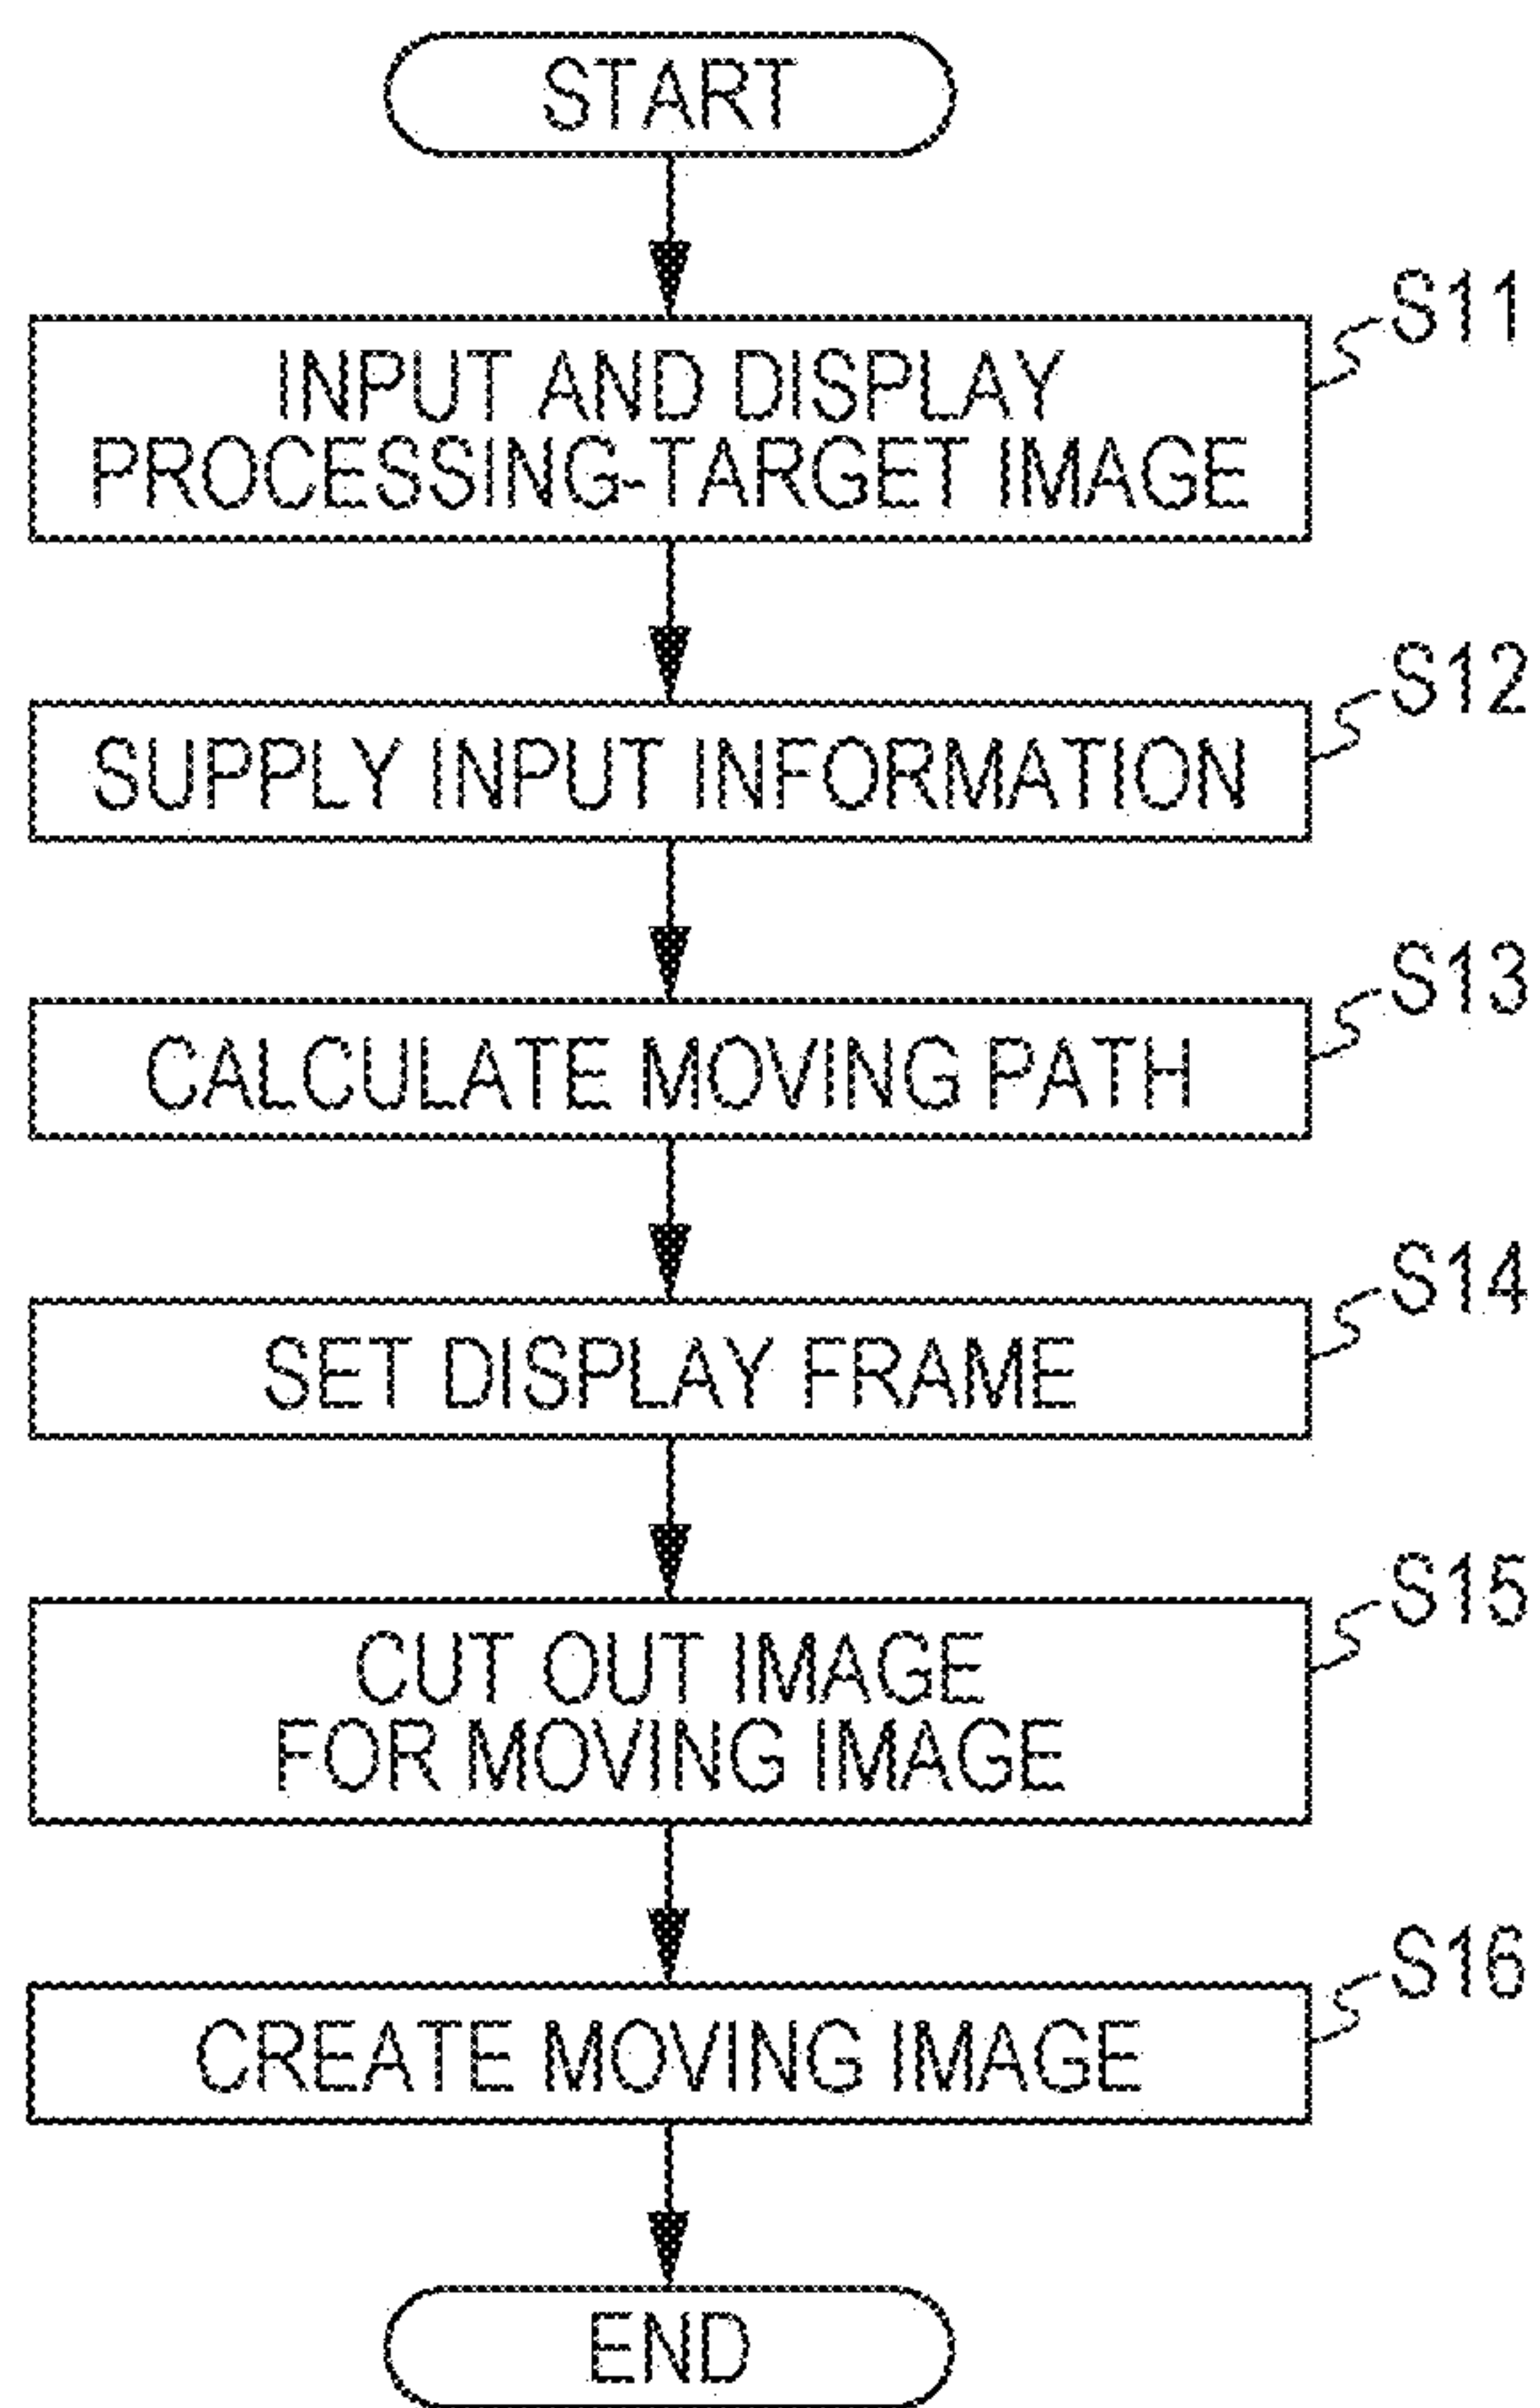 START
S11
INPUT AND DISPLAY
PROCESSING-TARGET IMAGE
S12
SUPPLY INPUT INFORMATION
S13
CALCULATE MOVING PATH
S14
SET DISPLAY FRAME
S15
CUT OUT IMAGE
FOR MOVING IMAGE
S16
CREATE MOVING IMAGE
END